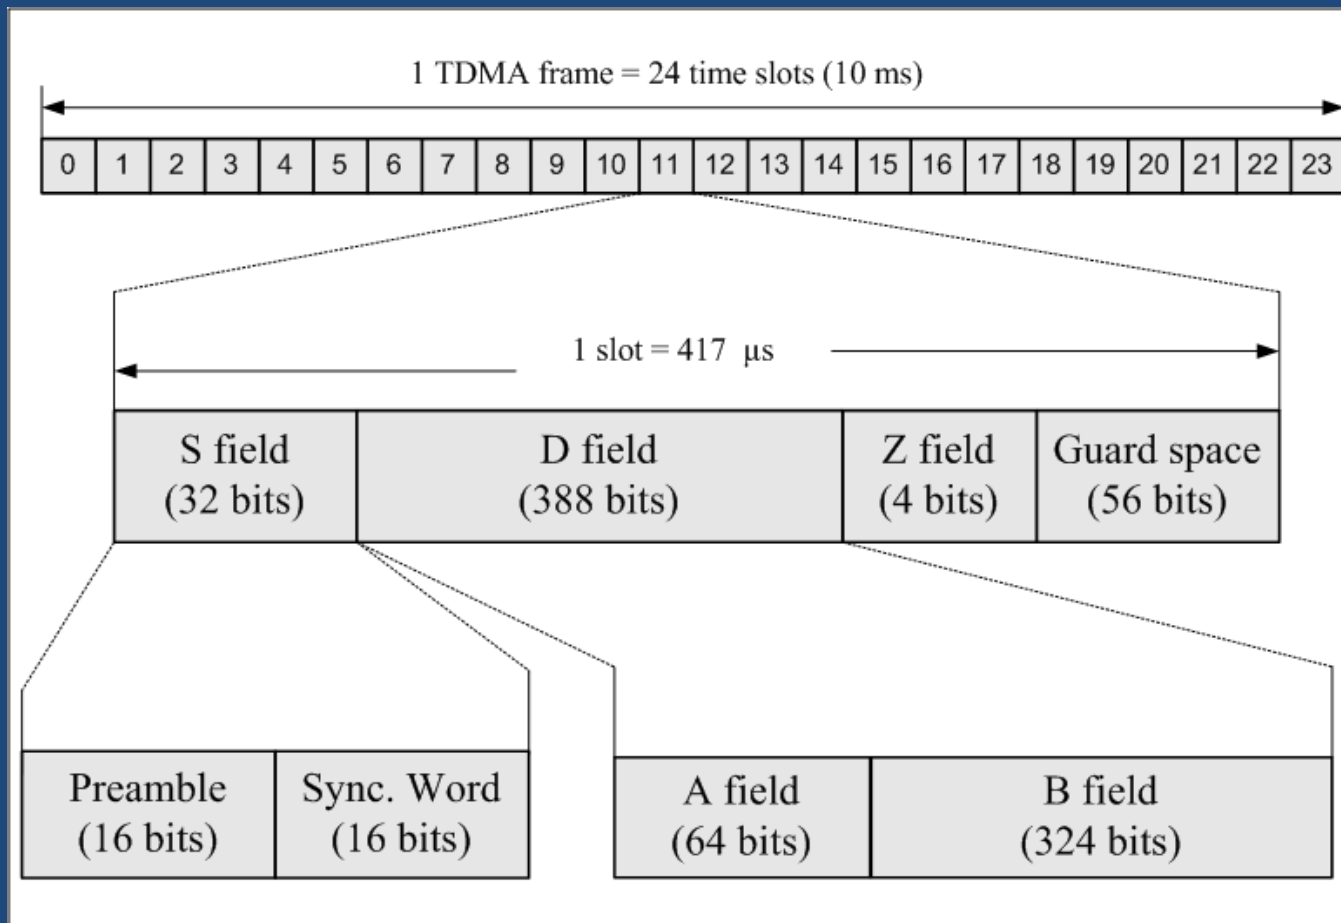 1 TDMA frame = 24 time slots (10 ms)
0 1 2 3 4 5 6 7 8 9 10 11 12 13 14 15 16 17 18 19 20 21 22 23
1 slot = 417 µs
S field D field Z field Guard space
(32 bits) (388 bits) (4 bits) (56 bits)
Preamble Sync. Word A field B field
(16 bits) (16 bits) (64 bits) (324 bits)